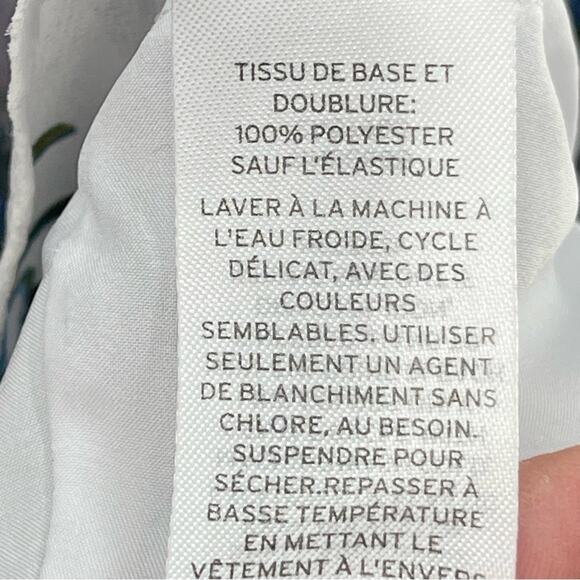 TISSU DE BASE ET
DOUBLURE:
100% POLYESTER
SAUF L'ÉLASTIQUE
LAVER À LA MACHINE À
L'EAU FROIDE, CYCLE
DÉLICAT, AVEC DES
COULEURS
SEMBLABLES. UTILISER
SEULEMENT UN AGENT
DE BLANCHIMENT SANS
CHLORE, AU BESOIN.
SUSPENDRE POUR
SÉCHER.REPASSER À
BASSE TEMPÉRATURE
EN METTANT LE
VÊTEMENT À L'ENVERS